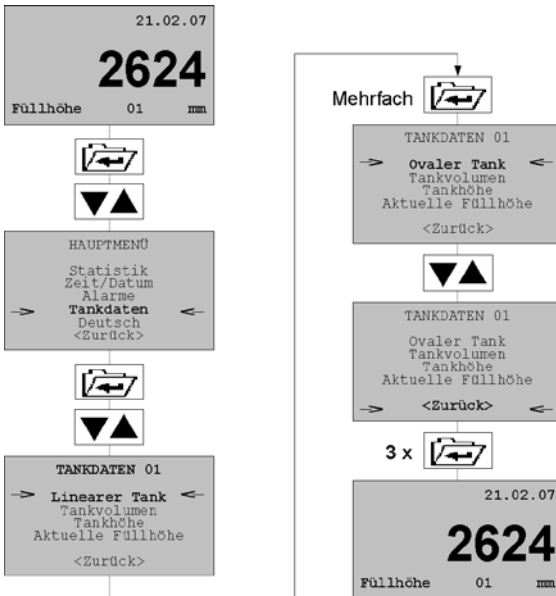 21.02.07
2624
Füllhöhe 01 mm
HAUPTMENÜ
Statistik
Zeit/Datum
Alarme
Tankdaten
Deutsch
<Zurück>
TANKDATEN 01
Linearer Tank
Tankvolumen
Tankhöhe
Aktuelle Füllhöhe
<Zurück>
Mehrfach
TANKDATEN 01
Ovaler Tank
Tankvolumen
Tankhöhe
Aktuelle Füllhöhe
<Zurück>
TANKDATEN 01
Ovaler Tank
Tankvolumen
Tankhöhe
Aktuelle Füllhöhe
<Zurück>
3 x
21.02.07
2624
Füllhöhe 01 mm